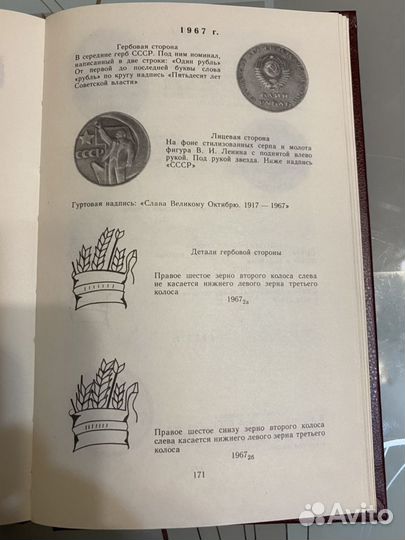 1967 г.
Гербовая сторона
В середине герб СССР. Под ним номинал,
написанный в две строки: «Один рубль»
От первой до последней буквы слова
«рубль» по кругу надпись «Пятьдесят лет
Советской власти»
ОДИН
РУБЛЬ
СССР
Лицевая сторона
На фоне стилизованных серпа и молота
фигура В. И. Ленина с поднятой влево
рукой. Под рукой звезда. Ниже надпись
«СССР»
Гуртовая надпись: «Слава Великому Октябрю. 1917 — 1967»
Детали гербовой стороны
Правое шестое зерно второго колоса слева
не касается нижнего левого зерна третьего
колоса
1967₂ₐ
Правое шестое снизу зерно второго колоса
слева касается нижнего левого зерна третьего
колоса
1967₂б
171
Avito